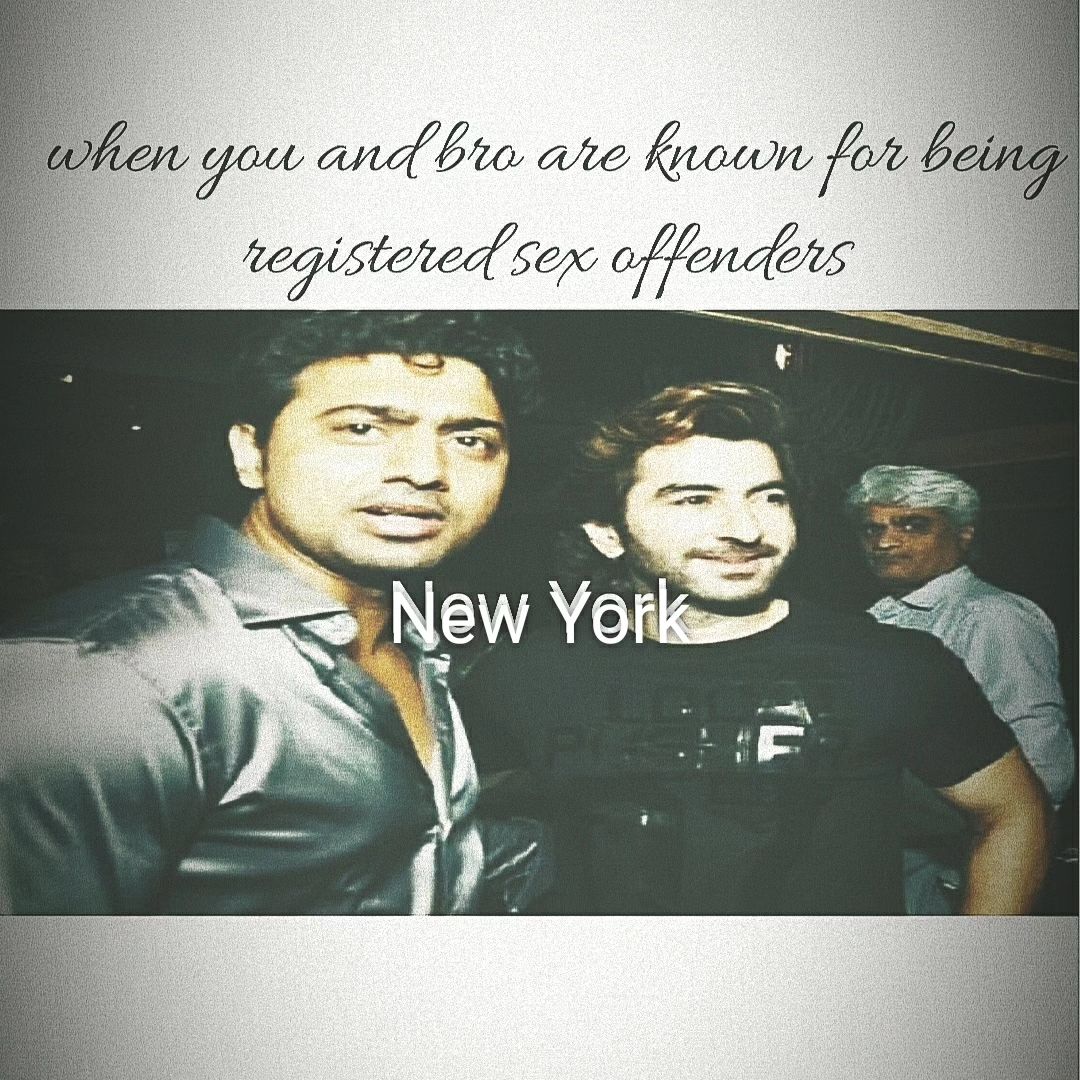 when you and bro are known for being
registered sex offenders
New York